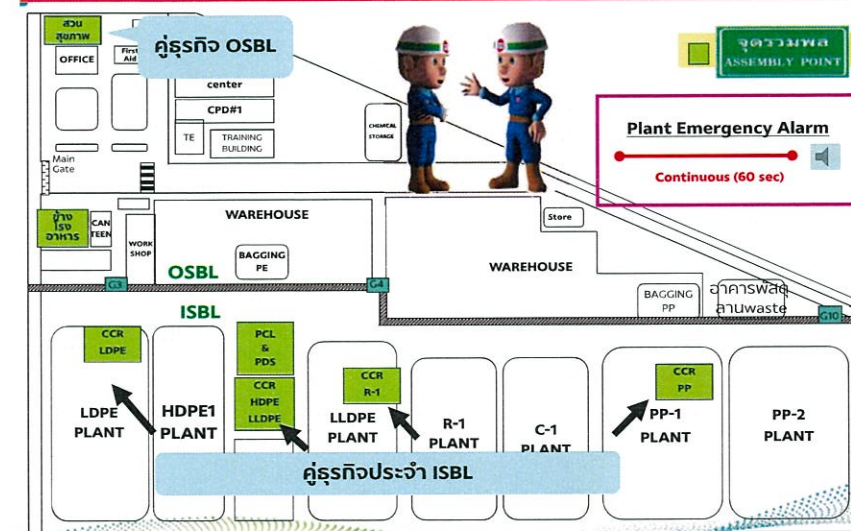 สวน
สุขภาพ
OFFICE
First
Aid
คู่ธุรกิจ OSBL
center
CPD#1
TE
TRAINING
BUILDING
CHEMICAL
STORAGE
จุดรวมพล
ASSEMBLY POINT
Plant Emergency Alarm
Continuous (60 sec)
Main
Gate
ข้าง
โรง
อาหาร
CAN
TEEN
WORK
SHOP
WAREHOUSE
BAGGING
PE
OSBL
Store
WAREHOUSE
BAGGING
PP
อาคารพัสดุ
ลานwaste
G3
G4
G10
ISBL
CCR
LDPE
LDPE
PLANT
HDPE1
PLANT
PCL
&
PDS
CCR
HDPE
LLDPE
CCR
R-1
LLDPE
PLANT
R-1
PLANT
C-1
PLANT
CCR
PP
PP-1
PLANT
PP-2
PLANT
คู่ธุรกิจประจำ ISBL